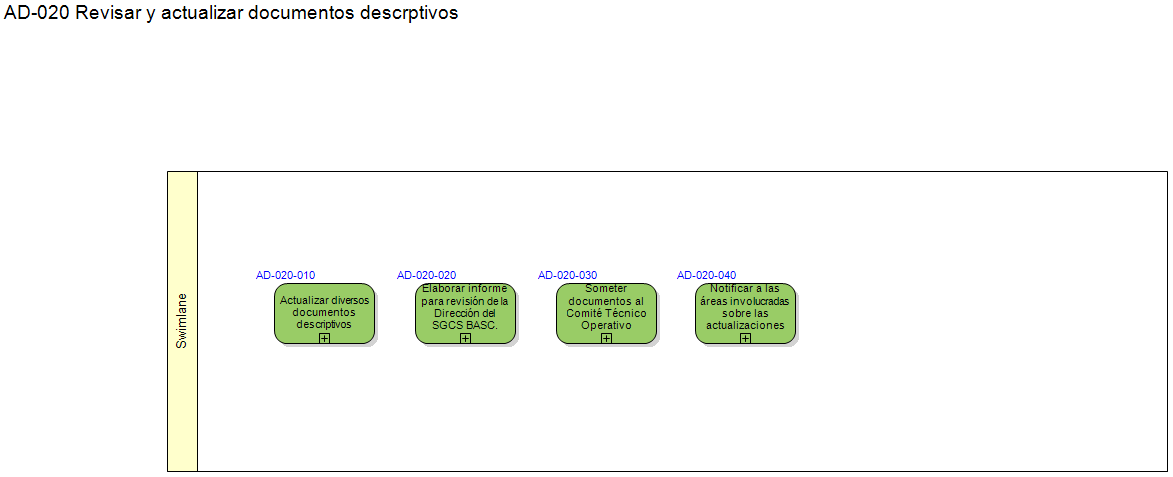 AD-020 Revisar y actualizar documentos descrptivos
Swimlane
AD-020-010
Actualizar diversos
documentos
descriptivos
AD-020-020
Elaborar informe
para revisión de la
Dirección del
SGCS BASC.
AD-020-030
Someter
documentos al
Comité Técnico
Operativo
AD-020-040
Notificar a las
áreas involucradas
sobre las
actualizaciones